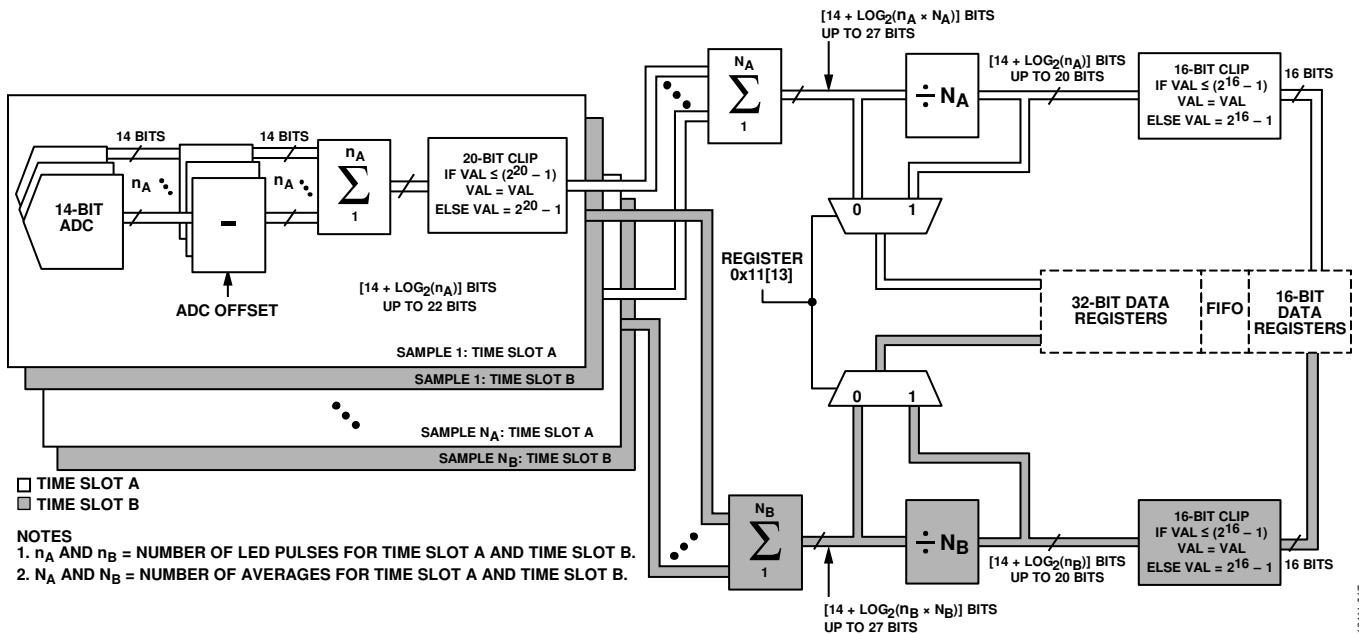 [14 + LOG2(nA × NA)] BITS
UP TO 27 BITS
NA
Σ
1
÷ NA
[14 + LOG2(nA)] BITS
UP TO 20 BITS
16-BIT CLIP
IF VAL ≤ (2^16 – 1)
VAL = VAL
ELSE VAL = 2^16 – 1
16 BITS
14 BITS
14 BITS
nA
nA
14-BIT
ADC
–
ADC OFFSET
nA
Σ
1
20-BIT CLIP
IF VAL ≤ (2^20 – 1)
VAL = VAL
ELSE VAL = 2^20 – 1
[14 + LOG2(nA)] BITS
UP TO 22 BITS
SAMPLE 1: TIME SLOT A
SAMPLE 1: TIME SLOT B
SAMPLE NA: TIME SLOT A
SAMPLE NB: TIME SLOT B
0 1
REGISTER
0x11[13]
32-BIT DATA
REGISTERS
FIFO
16-BIT
DATA
REGISTERS
0 1
TIME SLOT A
TIME SLOT B
NOTES
1. nA AND nB = NUMBER OF LED PULSES FOR TIME SLOT A AND TIME SLOT B.
2. NA AND NB = NUMBER OF AVERAGES FOR TIME SLOT A AND TIME SLOT B.
NB
Σ
1
÷ NB
[14 + LOG2(nB)] BITS
UP TO 20 BITS
16-BIT CLIP
IF VAL ≤ (2^16 – 1)
VAL = VAL
ELSE VAL = 2^16 – 1
16 BITS
[14 + LOG2(nB × NB)] BITS
UP TO 27 BITS